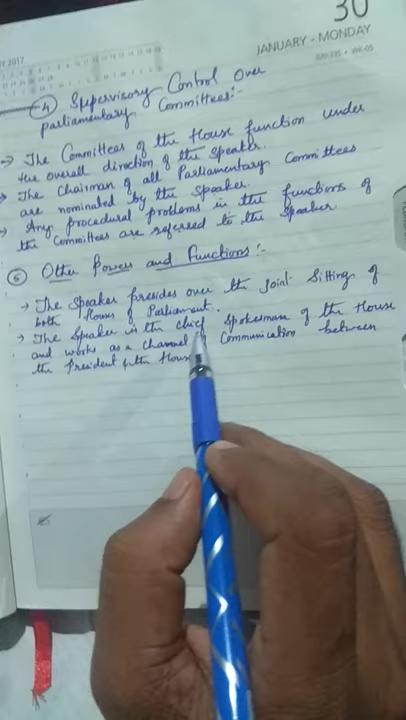 30
JANUARY - MONDAY
Y 2017
4 Supervisory Control over
parliamentary Committees:-
→ The Committees of the House function under
the overall direction of the Speaker.
→ The Chairman of all Parliamentary Committees
are nominated by the Speaker.
→ Any procedural problems in the functions of
the Committees are referred to the Speaker
5 Other Powers and Functions:-
→ The Speaker presides over the Joint Sitting of
both Houses of Parliament.
→ The Speaker is the chief Spokesman of the House
and works as a channel Communication between
the President & the House